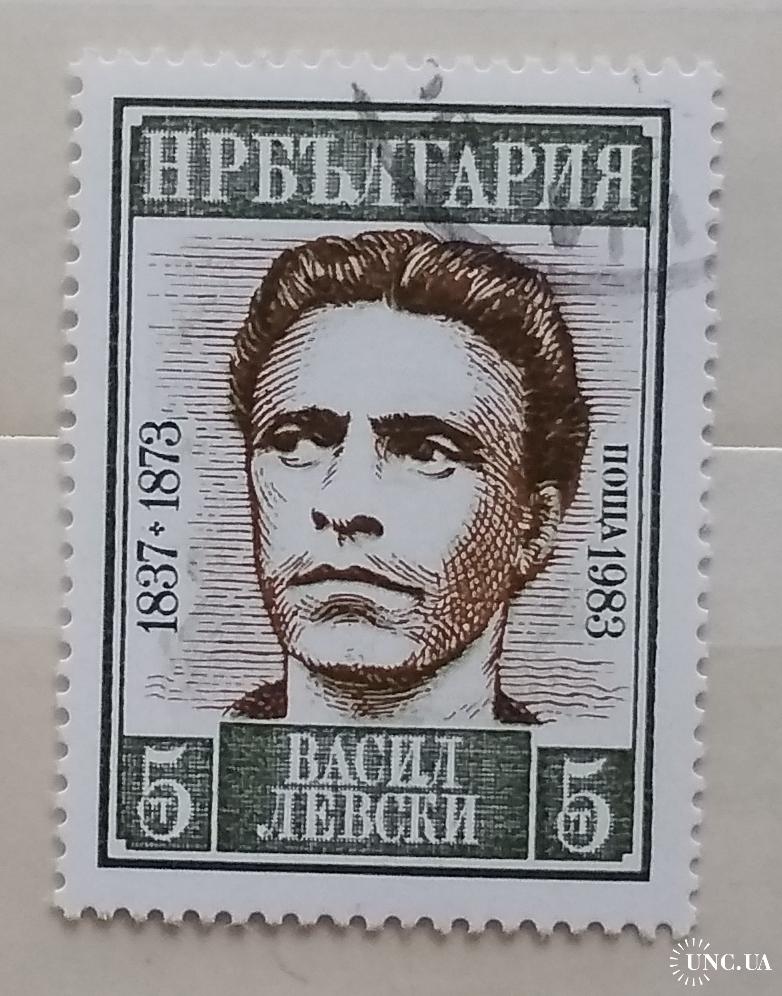 НРБЪЛГАРИЯ
1837 + 1873
ПОЩА 1983
5
ст
ВАСИЛ
ЛЕВСКИ
5
ст
UNC.UA